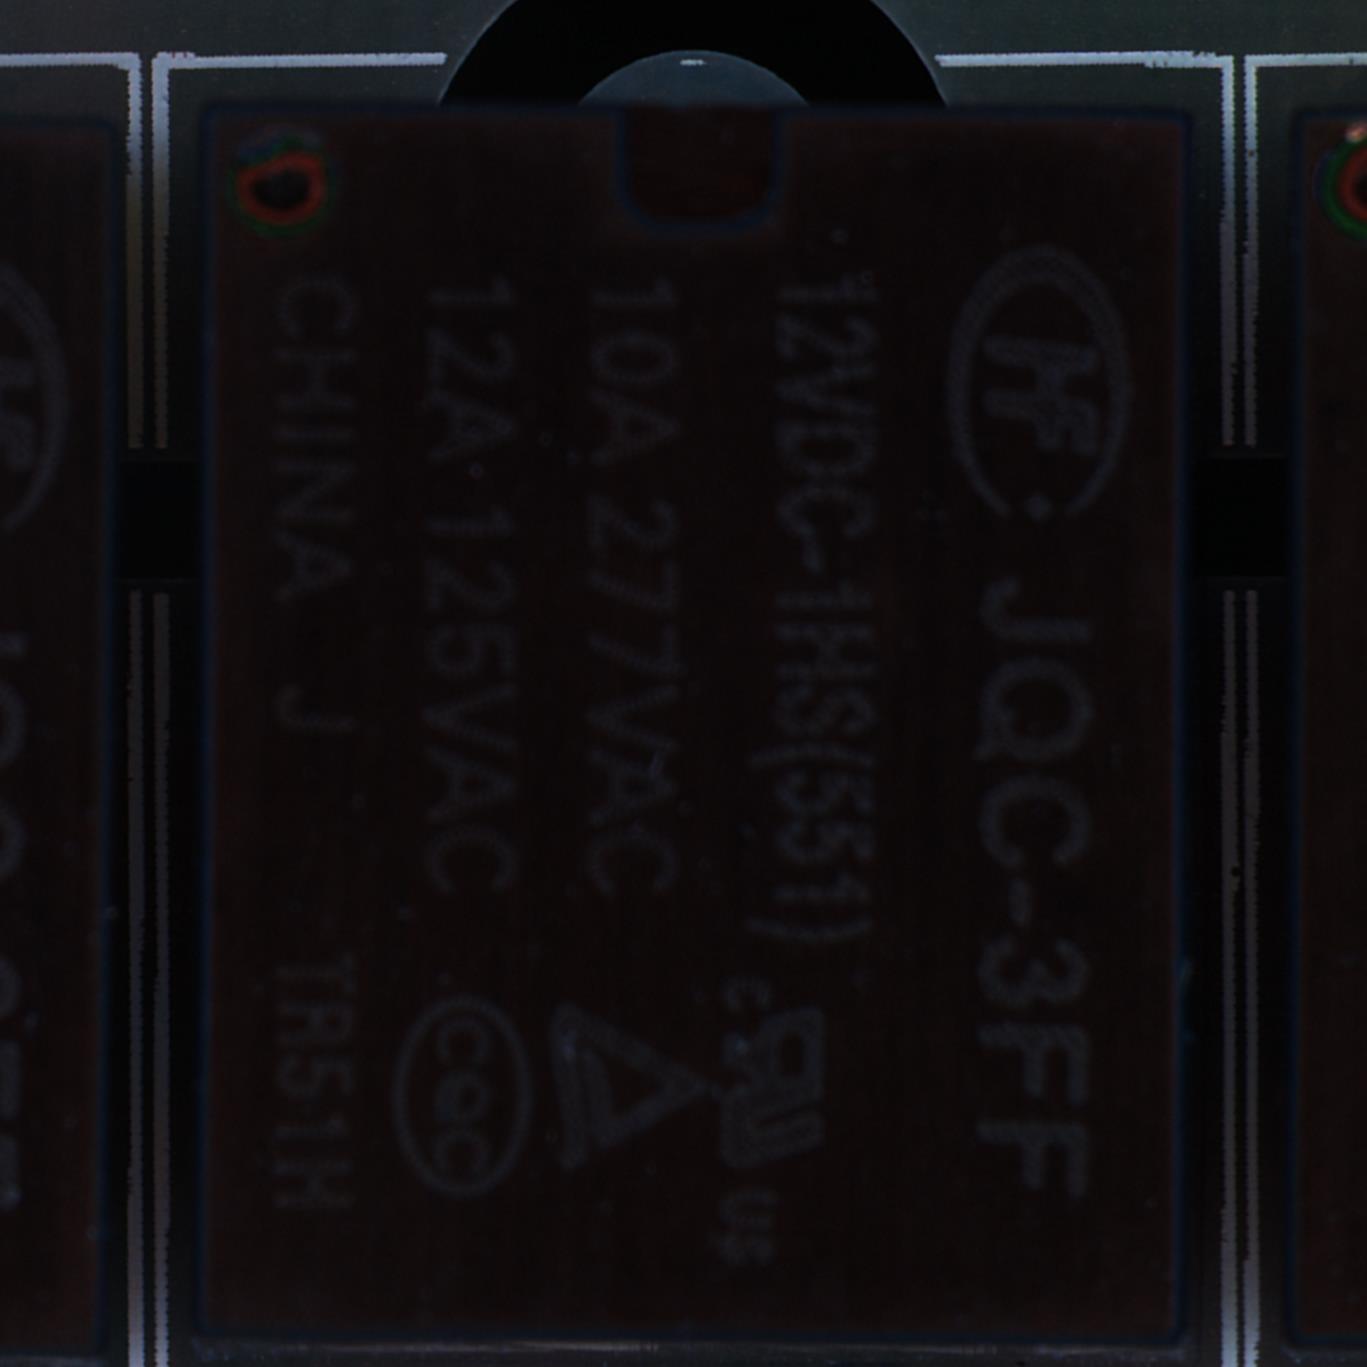 HF JQC-3FF
12VDC-1HS(551)
10A 277VAC
12A 125VAC
c us
CQC
CHINA J TR51H